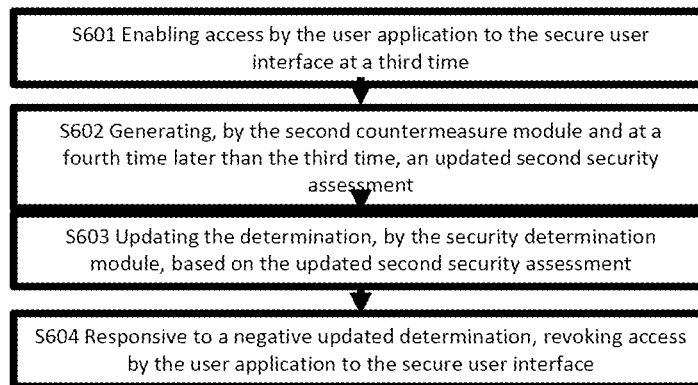 S601 Enabling access by the user application to the secure user
interface at a third time
S602 Generating, by the second countermeasure module and at a
fourth time later than the third time, an updated second security
assessment
S603 Updating the determination, by the security determination
module, based on the updated second security assessment
S604 Responsive to a negative updated determination, revoking access
by the user application to the secure user interface